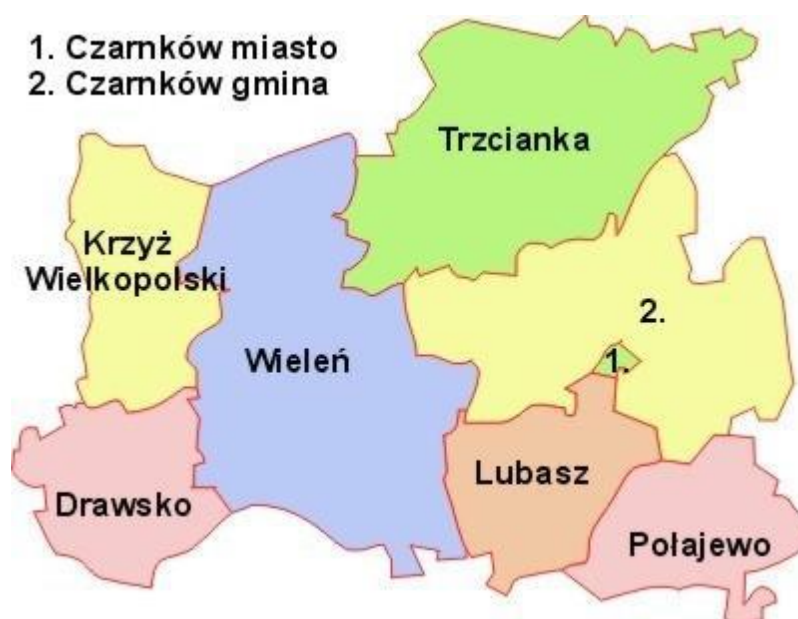 1. Czarnków miasto
2. Czarnków gmina
Trzcianka
Krzyż
Wielkopolski
2.
1.
Wieleń
Lubasz
Drawsko
Połajewo